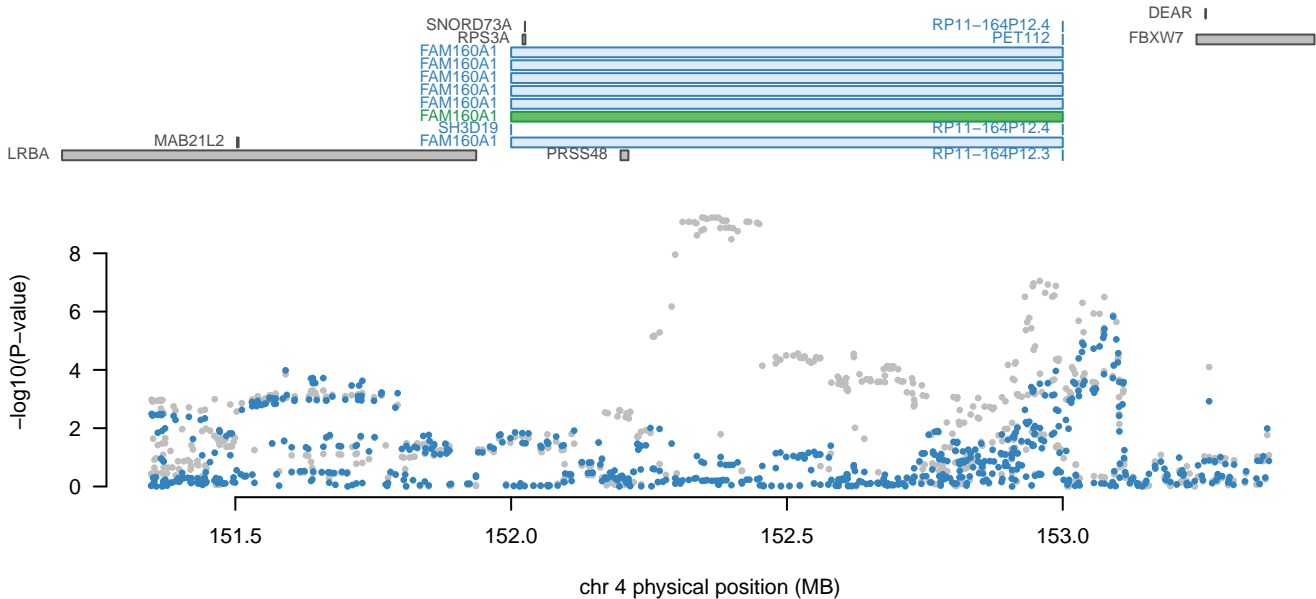 DEAR
SNORD73A RP11−164P12.4
RPS3A PET112 FBXW7
FAM160A1
FAM160A1
FAM160A1
FAM160A1
FAM160A1
FAM160A1
SH3D19 RP11−164P12.4
MAB21L2 FAM160A1
LRBA PRSS48 RP11−164P12.3
8
6
4
2
0
−log10(P−value)
151.5 152.0 152.5 153.0
chr 4 physical position (MB)